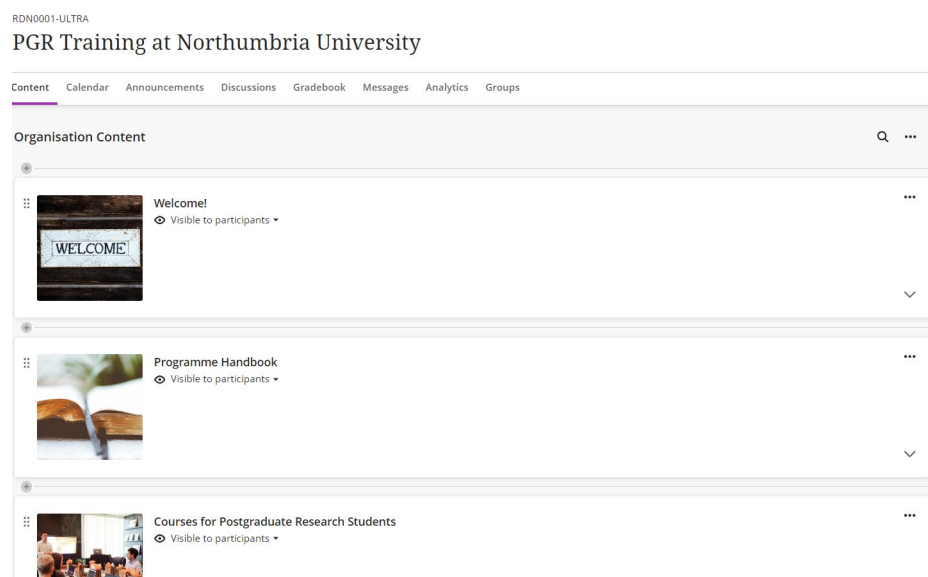 RDN0001-ULTRA
PGR Training at Northumbria University
Content Calendar Announcements Discussions Gradebook Messages Analytics Groups
Organisation Content
Welcome!
Visible to participants
WELCOME
Programme Handbook
Visible to participants
Courses for Postgraduate Research Students
Visible to participants